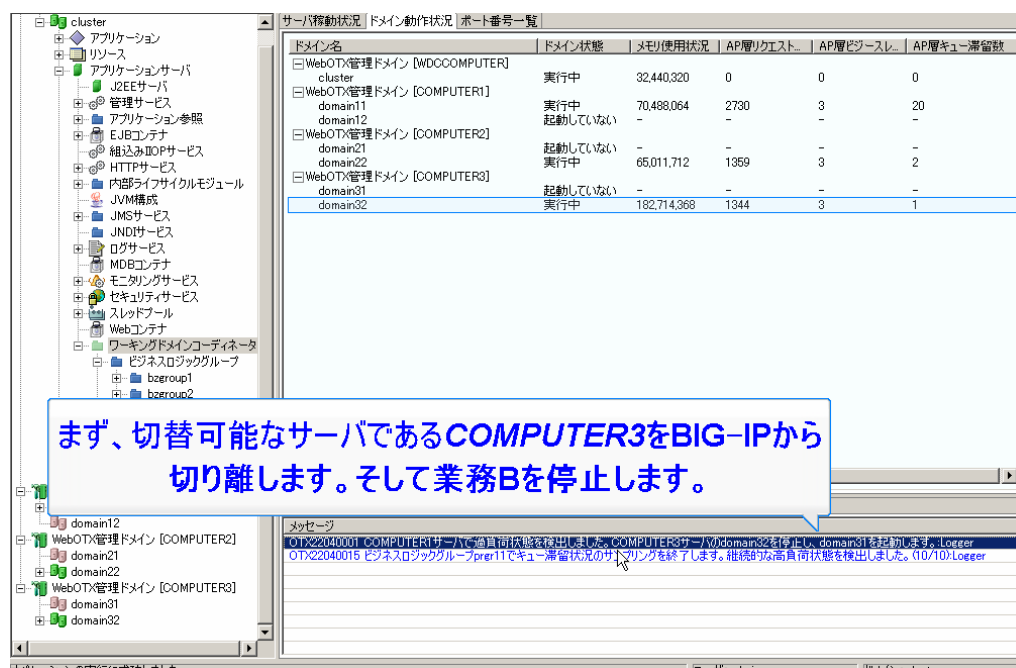 cluster
アプリケーション
リソース
アプリケーションサーバ
J2EEサーバ
管理サービス
アプリケーション参照
EJBコンテナ
組込みIIOPサービス
HTTPサービス
内部ライフサイクルモジュール
JVM構成
JMSサービス
JNDIサービス
ログサービス
MDBコンテナ
モニタリングサービス
セキュリティサービス
スレッドプール
Webコンテナ
ワーキングドメインコーディネータ
ビジネスロジックグループ
bzgroup1
bzgroup2
domain12
WebOTX管理ドメイン [COMPUTER2]
domain21
domain22
WebOTX管理ドメイン [COMPUTER3]
domain31
domain32
サーバ稼動状況 ドメイン動作状況 ポート番号一覧
ドメイン名 ドメイン状態 メモリ使用状況 AP層リクエスト... AP層ビジースレ... AP層キュー滞留数
WebOTX管理ドメイン [WDCCOMPUTER]
cluster 実行中 32,440,320 0 0 0
WebOTX管理ドメイン [COMPUTER1]
domain11 実行中 70,488,064 2730 3 20
domain12 起動していない - - - -
WebOTX管理ドメイン [COMPUTER2]
domain21 起動していない - - - -
domain22 実行中 65,011,712 1359 3 2
WebOTX管理ドメイン [COMPUTER3]
domain31 起動していない - - - -
domain32 実行中 182,714,368 1344 3 1
まず、切替可能なサーバであるCOMPUTER3をBIG-IPから
切り離します。そして業務Bを停止します。
メッセージ
OTX22040001 COMPUTER1サーバで過負荷状態を検出しました。COMPUTER3サーバのdomain32を停止し、domain31を起動します。:Logger
OTX22040015 ビジネスロジックグループprgr11でキュー滞留状況のサンプリングを終了します。継続的な高負荷状態を検出しました。(10/10):Logger